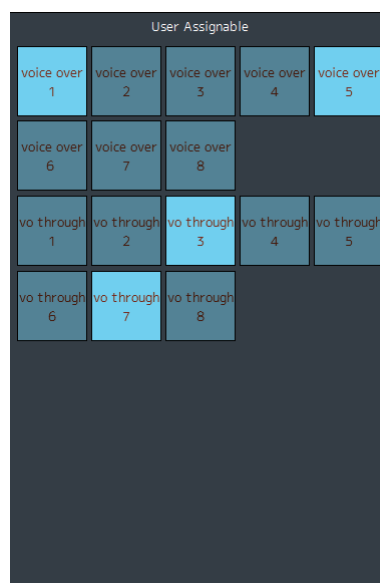 User Assignable
voice over
1
voice over
2
voice over
3
voice over
4
voice over
5
voice over
6
voice over
7
voice over
8
vo through
1
vo through
2
vo through
3
vo through
4
vo through
5
vo through
6
vo through
7
vo through
8